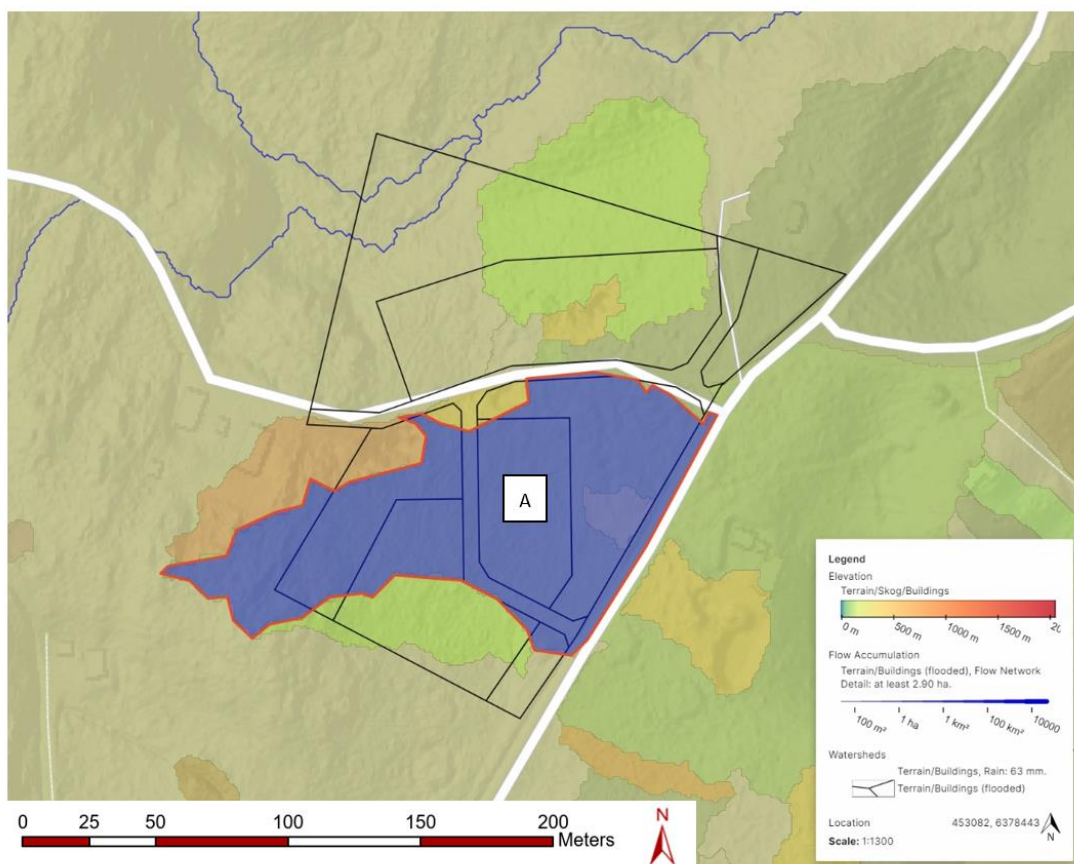 A
Legend
Elevation
Terrain/Skog/Buildings
0 m 500 m 1000 m 1500 m 20
Flow Accumulation
Terrain/Buildings (flooded), Flow Network
Detail: at least 2.90 ha.
100 m² 1 ha 1 km² 100 km² 10000
Watersheds
Terrain/Buildings, Rain: 63 mm.
Terrain/Buildings (flooded)
Location 453082, 6378443 N
Scale: 1:1300
0 25 50 100 150 200
Meters
N